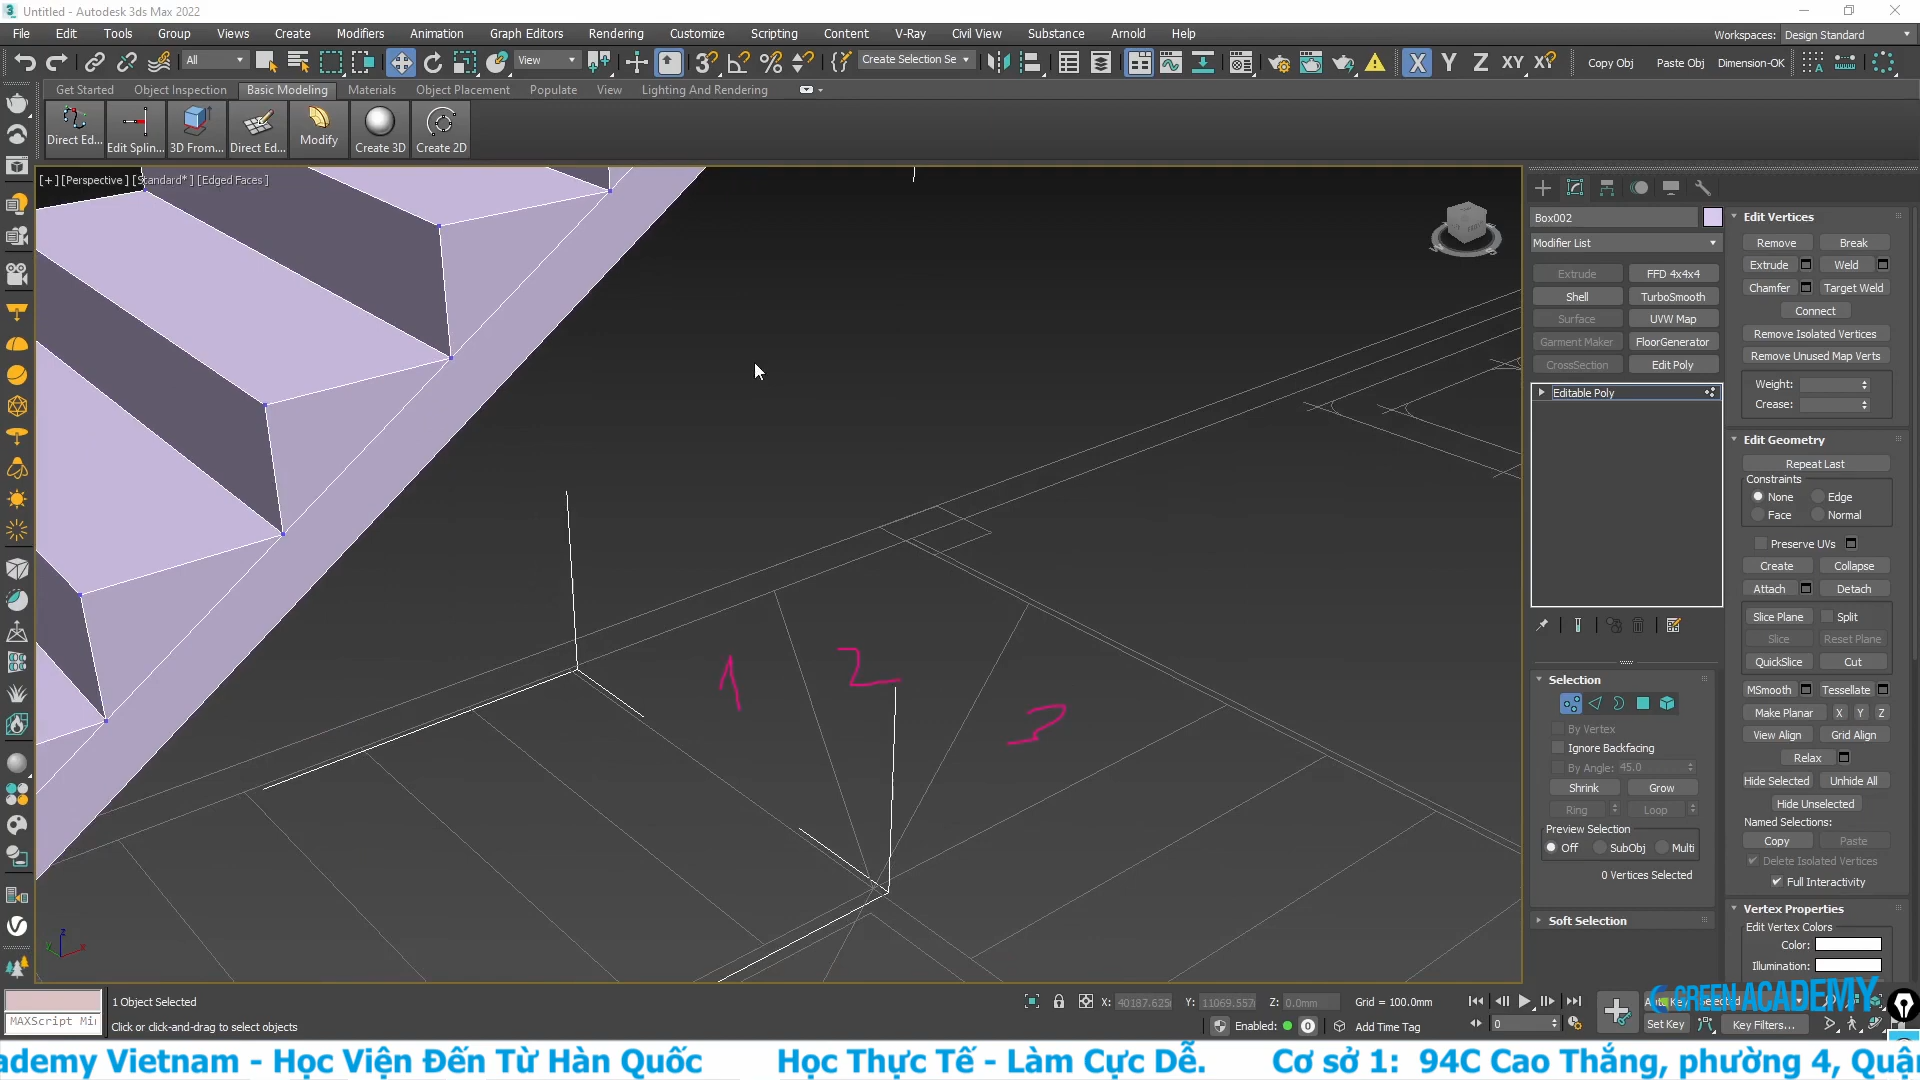 Untitled - Autodesk 3ds Max 2022
File Edit Tools Group Views Create Modifiers Animation Graph Editors Rendering Customize Scripting Content V-Ray Civil View Substance Arnold Help
Workspaces: Design Standard
All View Create Selection Se X Y Z XY Copy Obj Paste Obj Dimension-OK
Get Started Object Inspection Basic Modeling Materials Object Placement Populate View Lighting And Rendering
Direct Ed... Edit Splin... 3D From... Direct Ed... Modify Create 3D Create 2D
[+] [Perspective] [Standard*] [Edged Faces]
1
2
3
Box002
Modifier List
Extrude FFD 4x4x4
Shell TurboSmooth
Surface UVW Map
Garment Maker FloorGenerator
CrossSection Edit Poly
Editable Poly
Selection
By Vertex
Ignore Backfacing
By Angle: 45.0
Shrink Grow
Ring Loop
Preview Selection
Off SubObj Multi
0 Vertices Selected
Soft Selection
Edit Vertices
Remove Break
Extrude Weld
Chamfer Target Weld
Connect
Remove Isolated Vertices
Remove Unused Map Verts
Weight:
Crease:
Edit Geometry
Repeat Last
Constraints
None Edge
Face Normal
Preserve UVs
Create Collapse
Attach Detach
Slice Plane Split
Slice Reset Plane
QuickSlice Cut
MSmooth Tessellate
Make Planar X Y Z
View Align Grid Align
Relax
Hide Selected Unhide All
Hide Unselected
Named Selections:
Copy Paste
Delete Isolated Vertices
Full Interactivity
Vertex Properties
Edit Vertex Colors
Color:
Illumination:
GREEN ACADEMY
1 Object Selected
X: 40187.625 Y: 11069.557 Z: 0.0mm Grid = 100.0mm
MAXScript Mi
Click or click-and-drag to select objects
Enabled: 0 Add Time Tag
0 Set Key Key Filters...
ademy Vietnam - Học Viện Đến Từ Hàn Quốc Học Thực Tế - Làm Cực Dễ. Cơ sở 1: 94C Cao Thắng, phường 4, Quậ